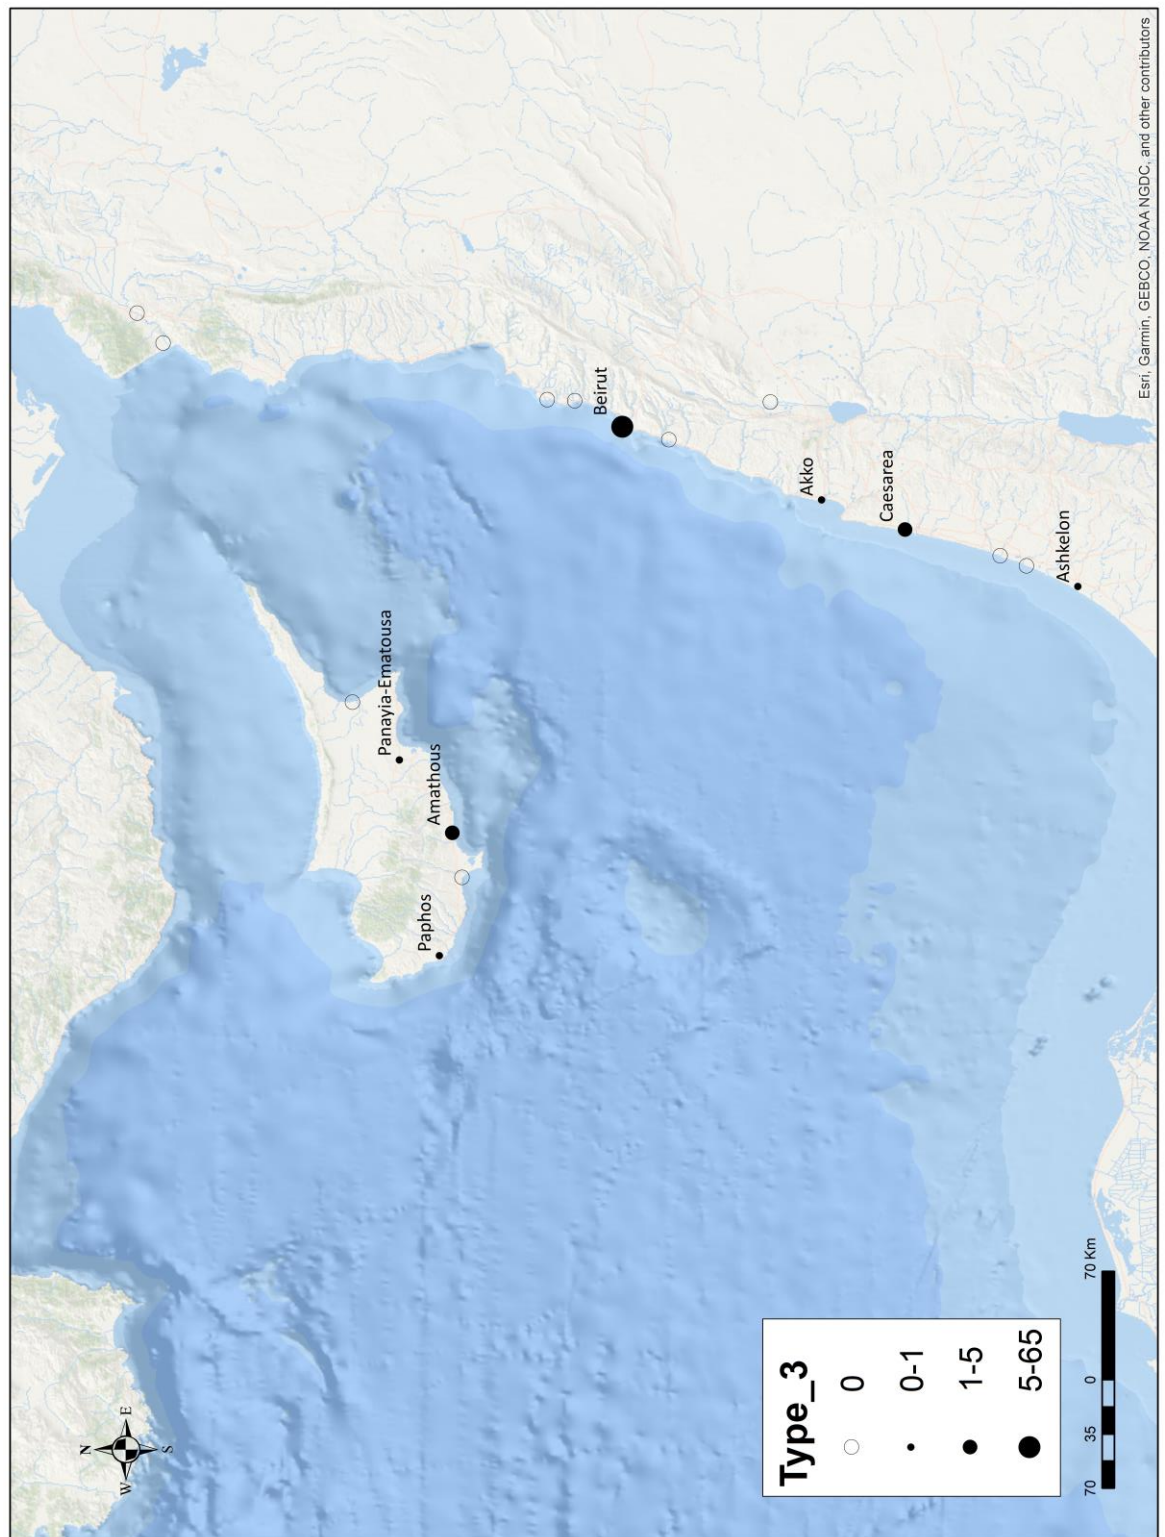 Esri, Garmin, GEBCO, NOAA NGDC, and other contributors
Beirut
Akko
Caesarea
Ashkelon
Panayia-Ematousa
Amathous
Paphos
N
W E
S
Type_3
0
0-1
1-5
5-65
70 35 0 70 Km